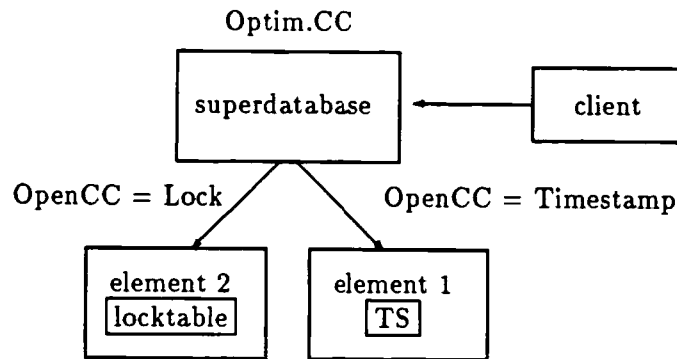 Optim.CC
superdatabase
client
OpenCC = Lock
OpenCC = Timestamp
element 2
locktable
element 1
TS